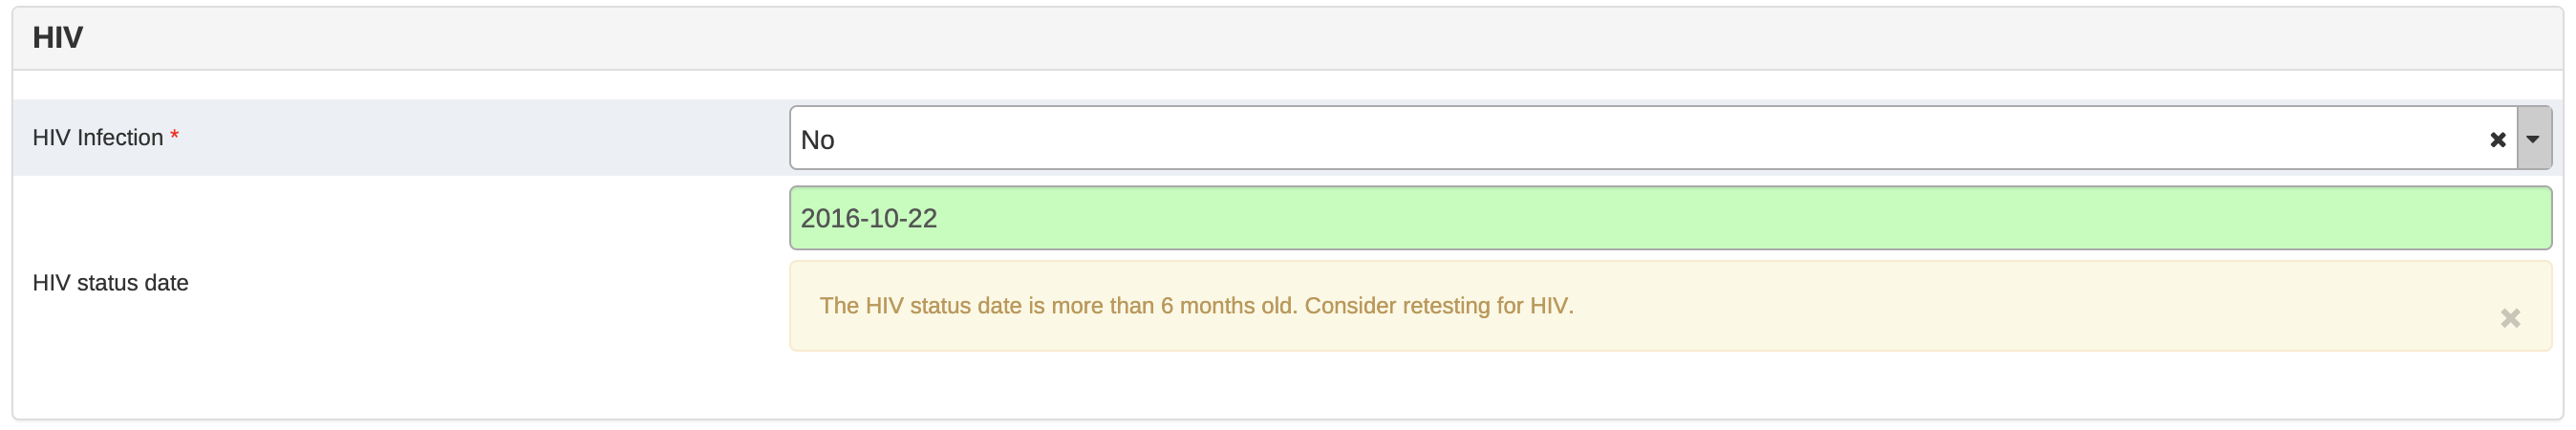 HIV
HIV Infection *
No
2016-10-22
HIV status date
The HIV status date is more than 6 months old. Consider retesting for HIV.